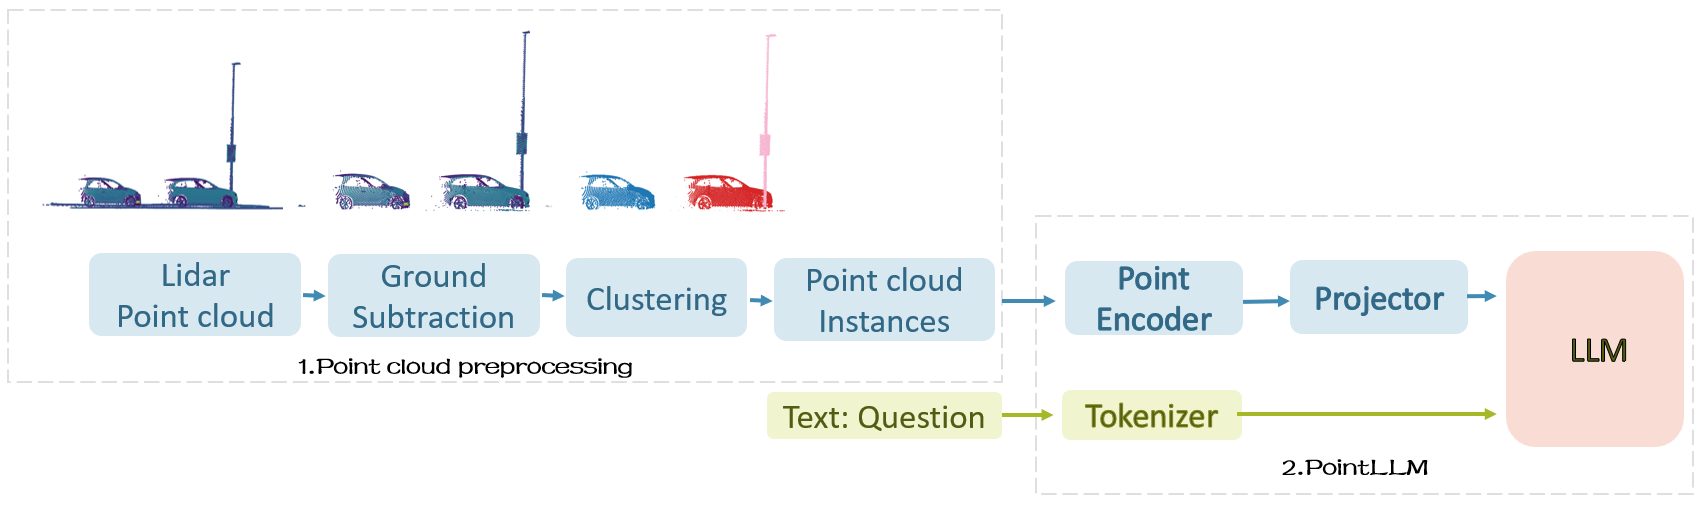 Lidar
Point cloud
Ground
Subtraction
Clustering
Point cloud
Instances
1.Point cloud preprocessing
Point
Encoder
Projector
LLM
Text: Question
Tokenizer
2.PointLLM